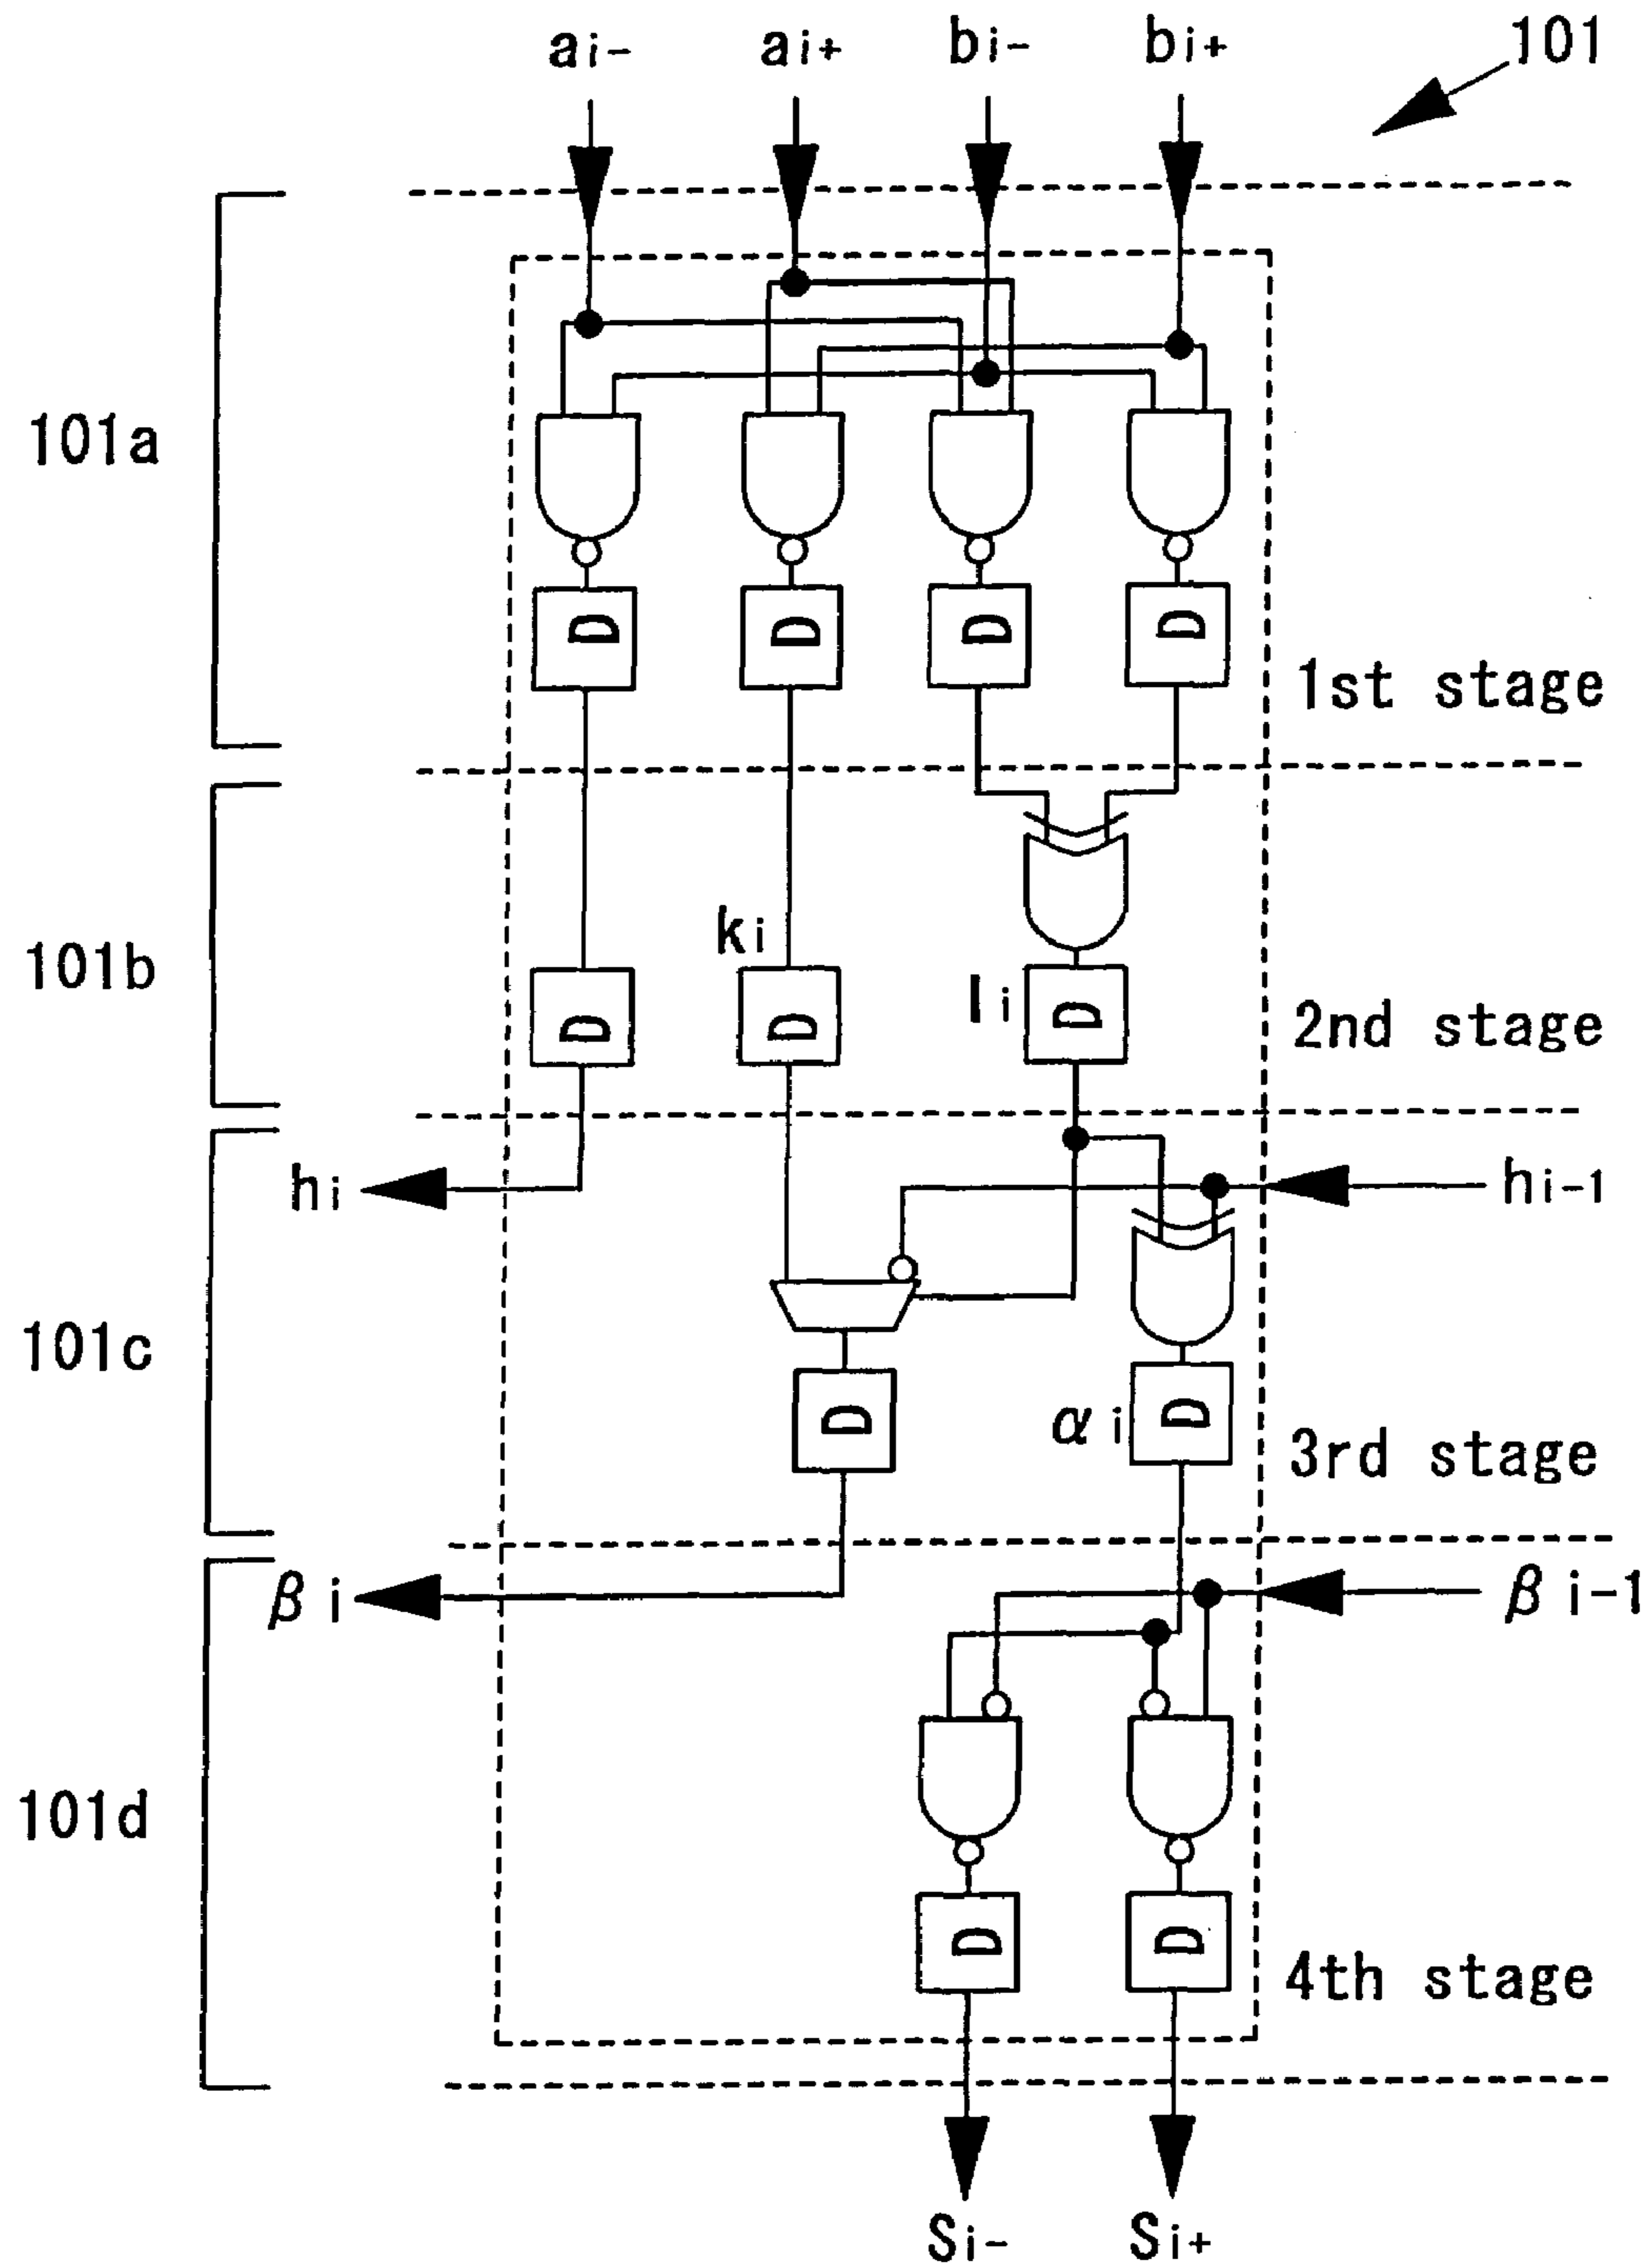 ai- ai+ bi- bi+ 101
101a
D D D D
1st stage
101b
ki
D D li D
2nd stage
hi hi-1
101c
D αi D
3rd stage
βi βi-1
101d
D D
4th stage
Si- Si+